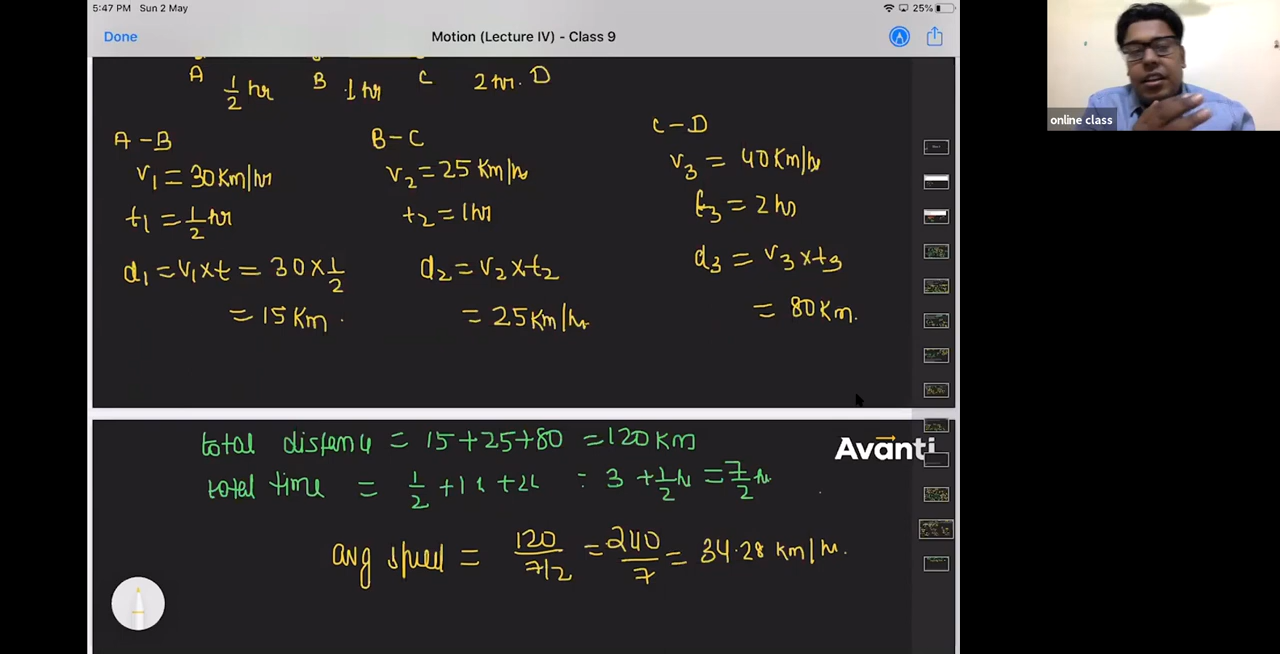 5:47 PM Sun 2 May
25%
Done
Motion (Lecture IV) - Class 9
online class
A 1/2 hr B 1hr C 2 hr. D
A - B
v1 = 30 Km/hr
t1 = 1/2 hr
d1 = v1 x t = 30 x 1/2
= 15 Km.
B - C
v2 = 25 Km/hr
t2 = 1hr
d2 = v2 x t2
= 25 Km/hr
C - D
v3 = 40 Km/hr
t3 = 2 hr
d3 = v3 x t3
= 80 Km.
total distance = 15+25+80 = 120 Km
Avanti
total time = 1/2 + 1 + 2 = 3 + 1/2 hr = 7/2 hr
avg speed = 120/7/2 = 240/7 = 34.28 km/hr.